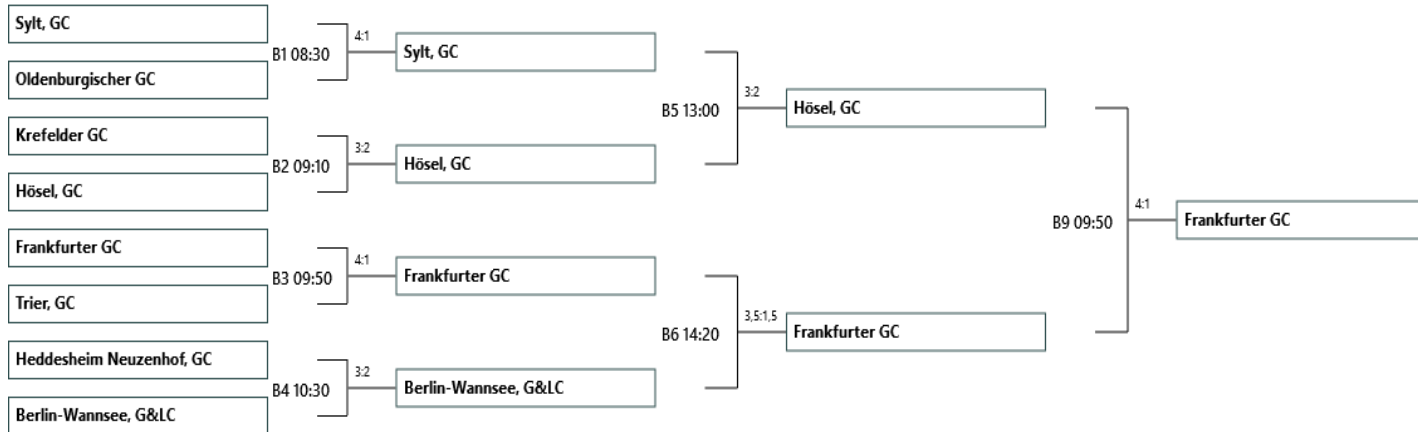 Sylt, GC
B1 08:30
4:1
Sylt, GC
Oldenburgischer GC
B5 13:00
3:2
Hösel, GC
Krefelder GC
B2 09:10
3:2
Hösel, GC
Hösel, GC
B9 09:50
4:1
Frankfurter GC
Frankfurter GC
B3 09:50
4:1
Frankfurter GC
Trier, GC
B6 14:20
3,5:1,5
Frankfurter GC
Heddesheim Neuzenhof, GC
B4 10:30
3:2
Berlin-Wannsee, G&LC
Berlin-Wannsee, G&LC